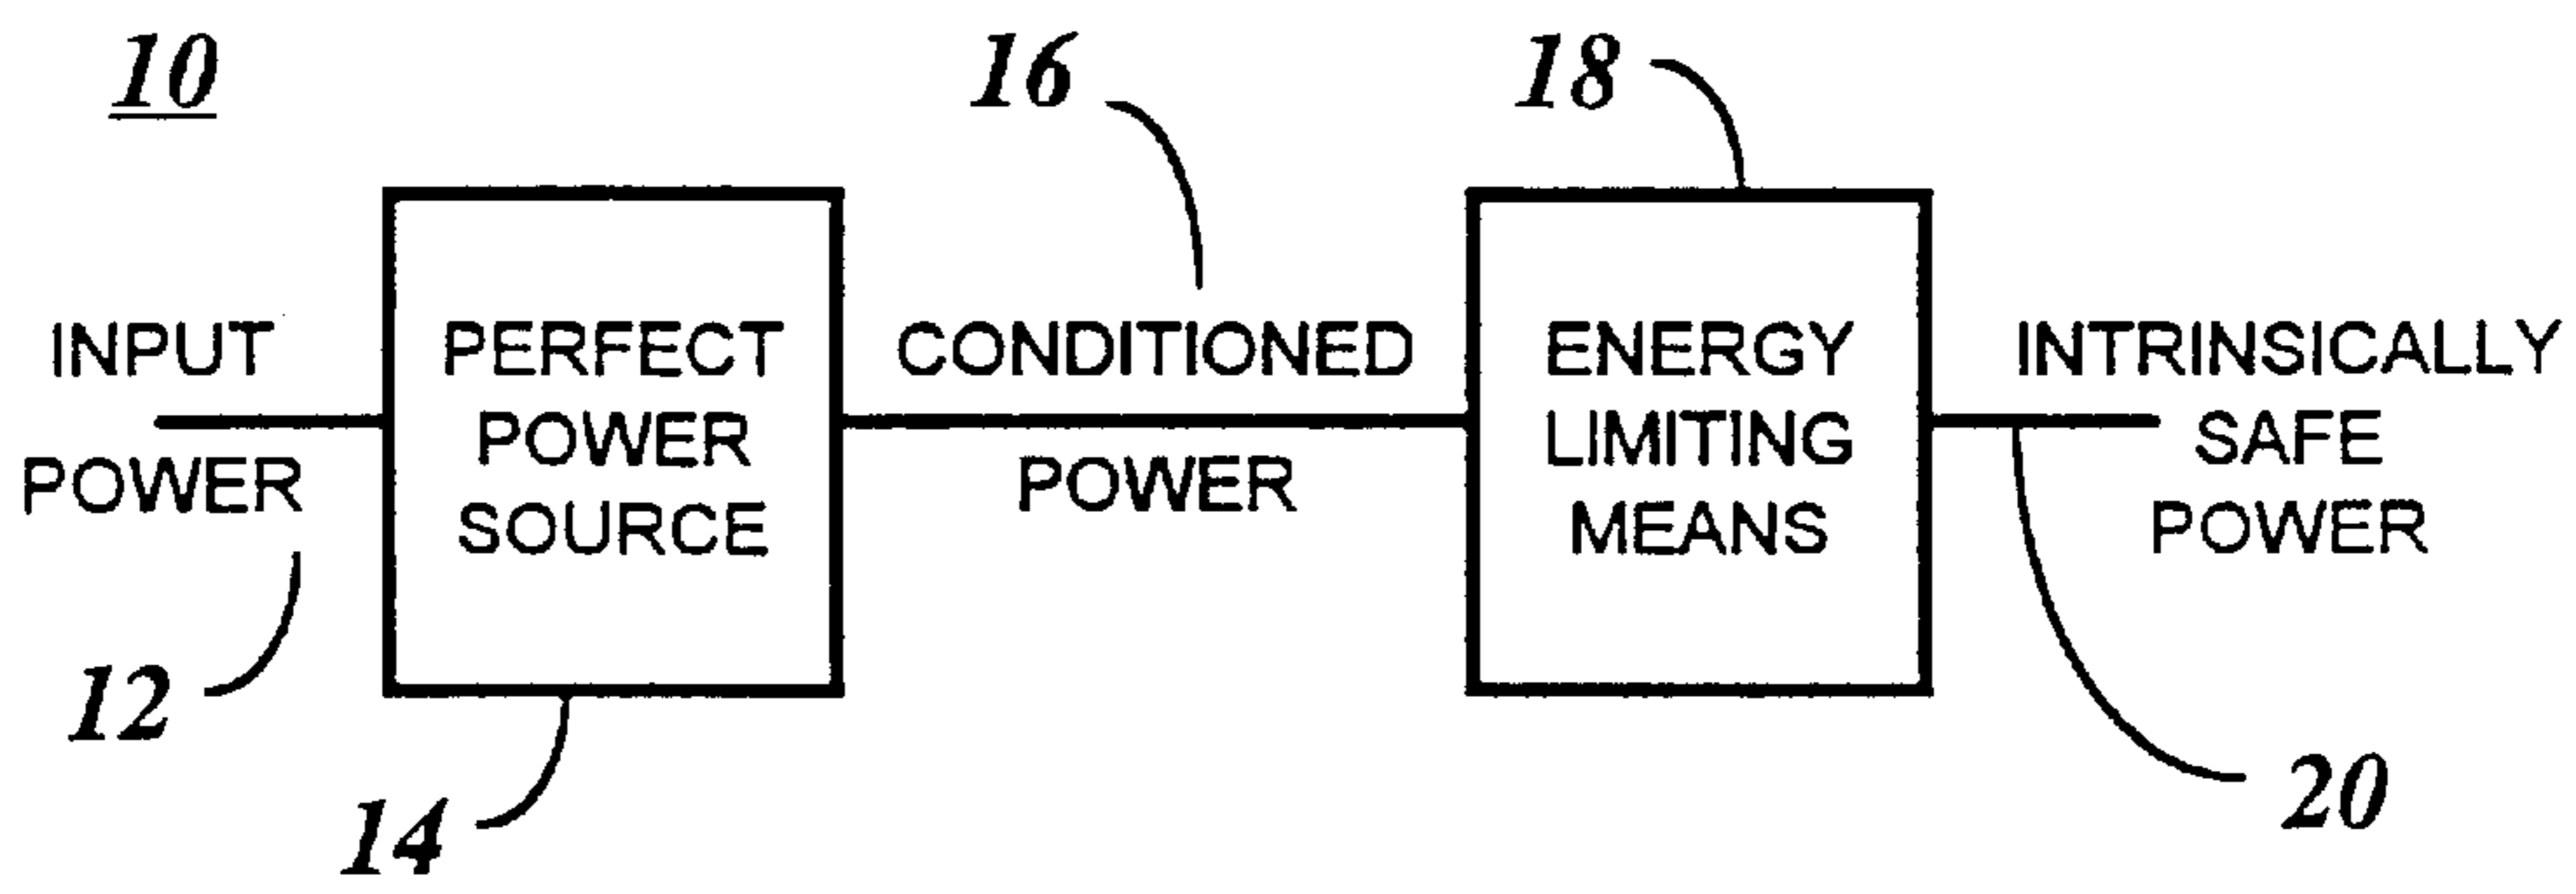 10
16
18
INPUT
POWER
PERFECT
POWER
SOURCE
CONDITIONED
POWER
ENERGY
LIMITING
MEANS
INTRINSICALLY
SAFE
POWER
12
14
20